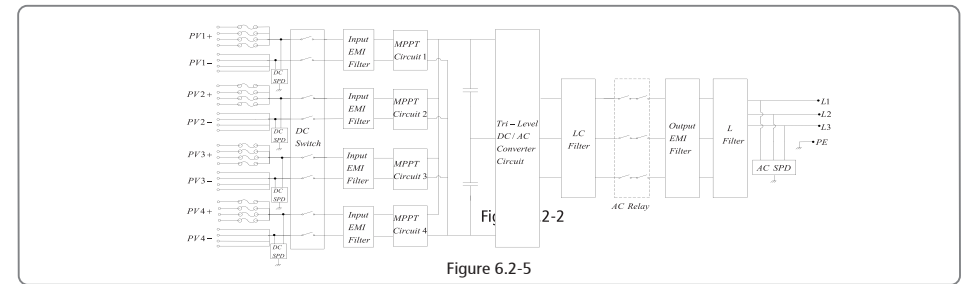 PV1+
PV1−
DC
SPD
PV2+
PV2−
DC
SPD
PV3+
PV3−
DC
SPD
PV4+
PV4−
DC
SPD
DC
Switch
Input
EMI
Filter
MPPT
Circuit 1
Input
EMI
Filter
MPPT
Circuit 2
Input
EMI
Filter
MPPT
Circuit 3
Input
EMI
Filter
MPPT
Circuit 4
Tri−Level
DC/AC
Converter
Circuit
LC
Filter
AC Relay
Output
EMI
Filter
L
Filter
L1
L2
L3
PE
AC SPD
2-2
Figure 6.2-5